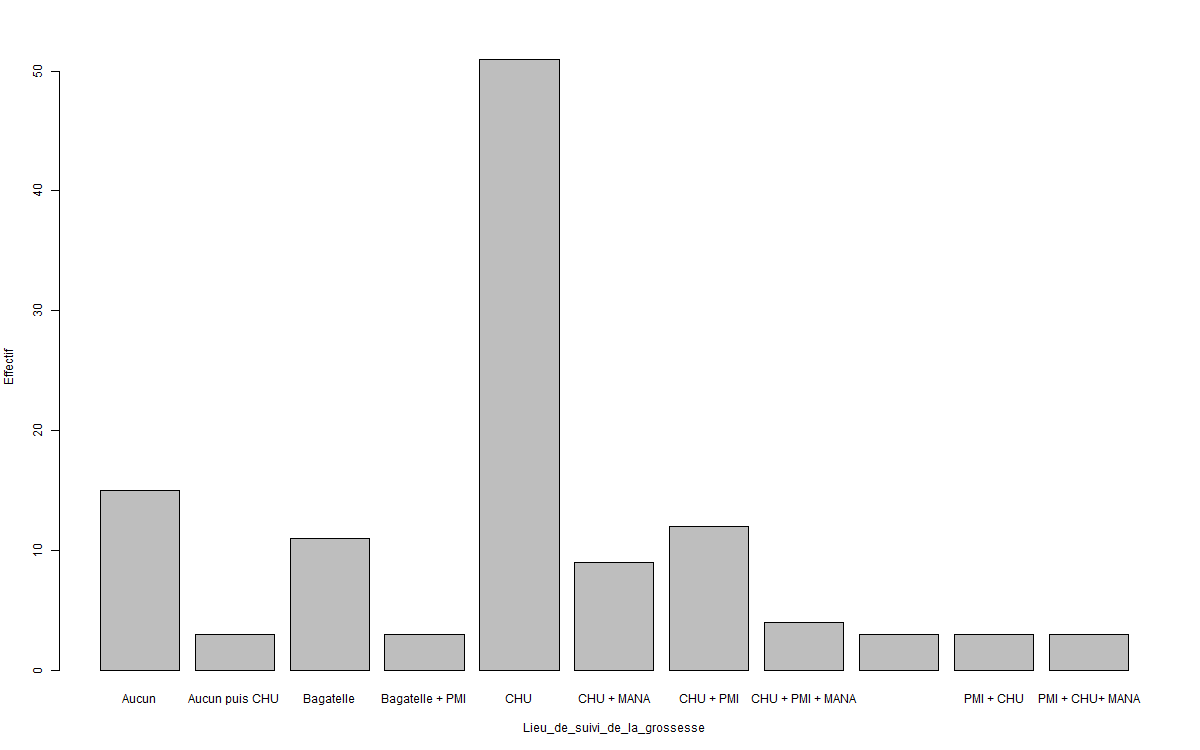 50
40
30
20
10
0
Effectif
Aucun
Aucun puis CHU
Bagatelle
Bagatelle + PMI
CHU
CHU + MANA
CHU + PMI
CHU + PMI + MANA
PMI + CHU
PMI + CHU+ MANA
Lieu_de_suivi_de_la_grossesse